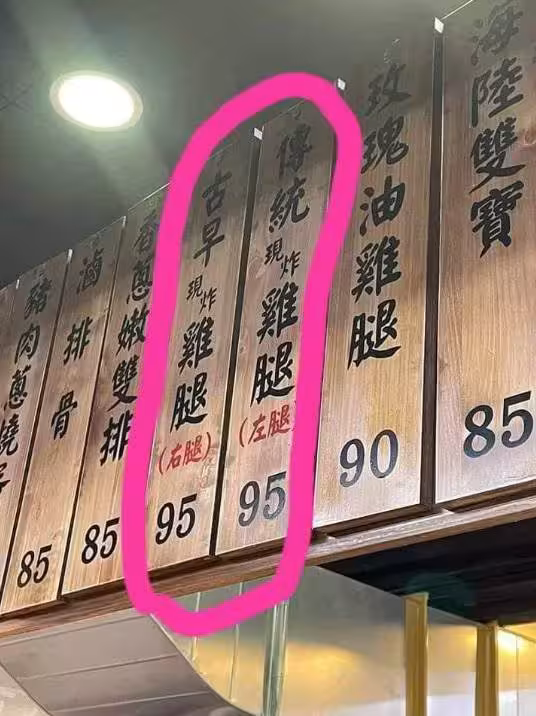 海陸雙寶
85
玫瑰油雞腿
90
傳統現炸雞腿
(左腿)
95
古早現炸雞腿
(右腿)
95
香蔥嫩雙排
85
滷排骨
85
豬肉蔥燒